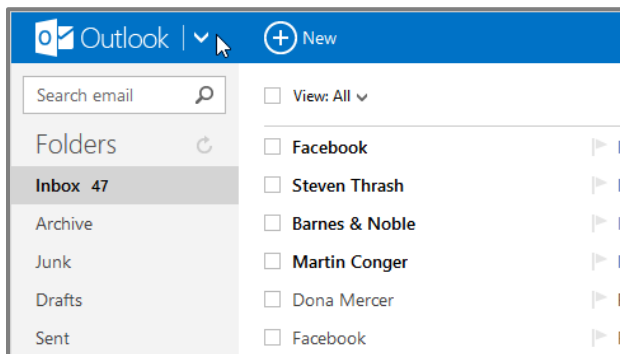 Outlook
New
Search email
View: All
Folders
Facebook
Inbox 47
Steven Thrash
Archive
Barnes & Noble
Junk
Martin Conger
Drafts
Dona Mercer
Sent
Facebook